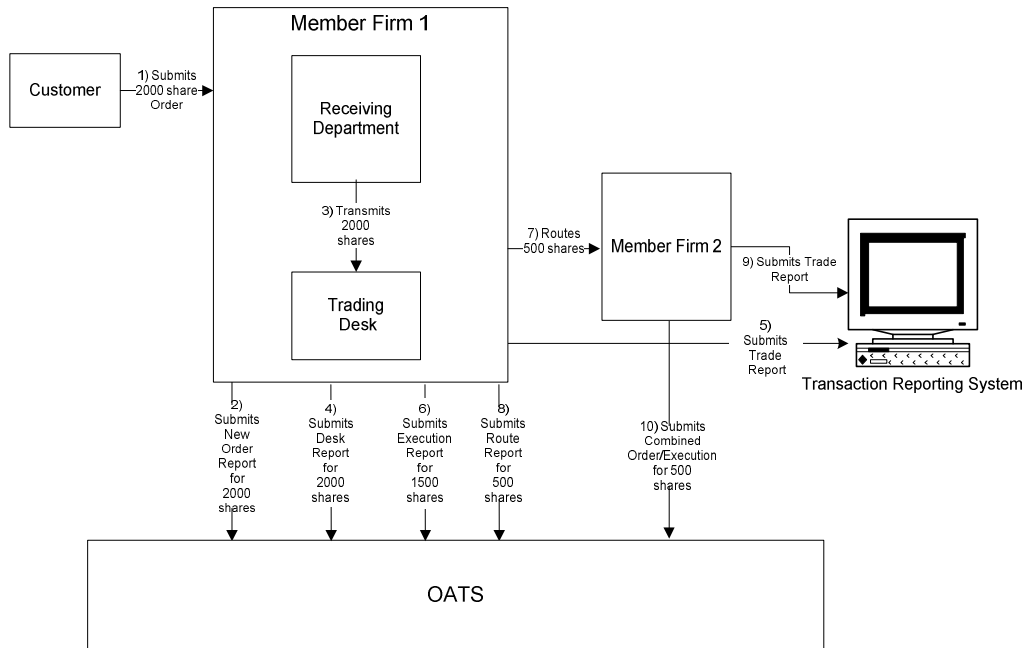 Member Firm 1
Customer
1) Submits
2000 share
Order
Receiving
Department
3) Transmits
2000
shares
Trading
Desk
7) Routes
500 shares
Member Firm 2
9) Submits Trade
Report
5)
Submits
Trade
Report
Transaction Reporting System
2)
Submits
New
Order
Report
for
2000
shares
4)
Submits
Desk
Report
for
2000
shares
6)
Submits
Execution
Report
for
1500
shares
8)
Submits
Route
Report
for
500
shares
10) Submits
Combined
Order/Execution
for 500
shares
OATS